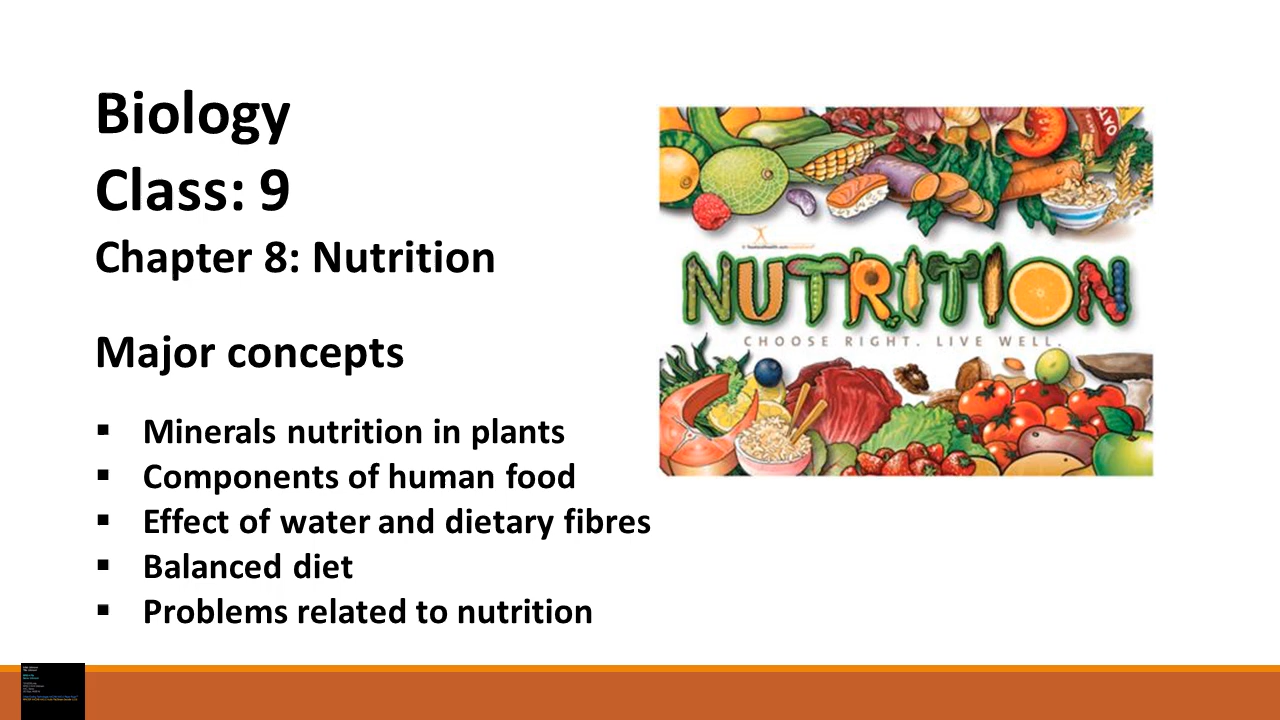 Biology
Class: 9
Chapter 8: Nutrition
Major concepts
▪ Minerals nutrition in plants
▪ Components of human food
▪ Effect of water and dietary fibres
▪ Balanced diet
▪ Problems related to nutrition
NUTRITION
CHOOSE RIGHT. LIVE WELL.